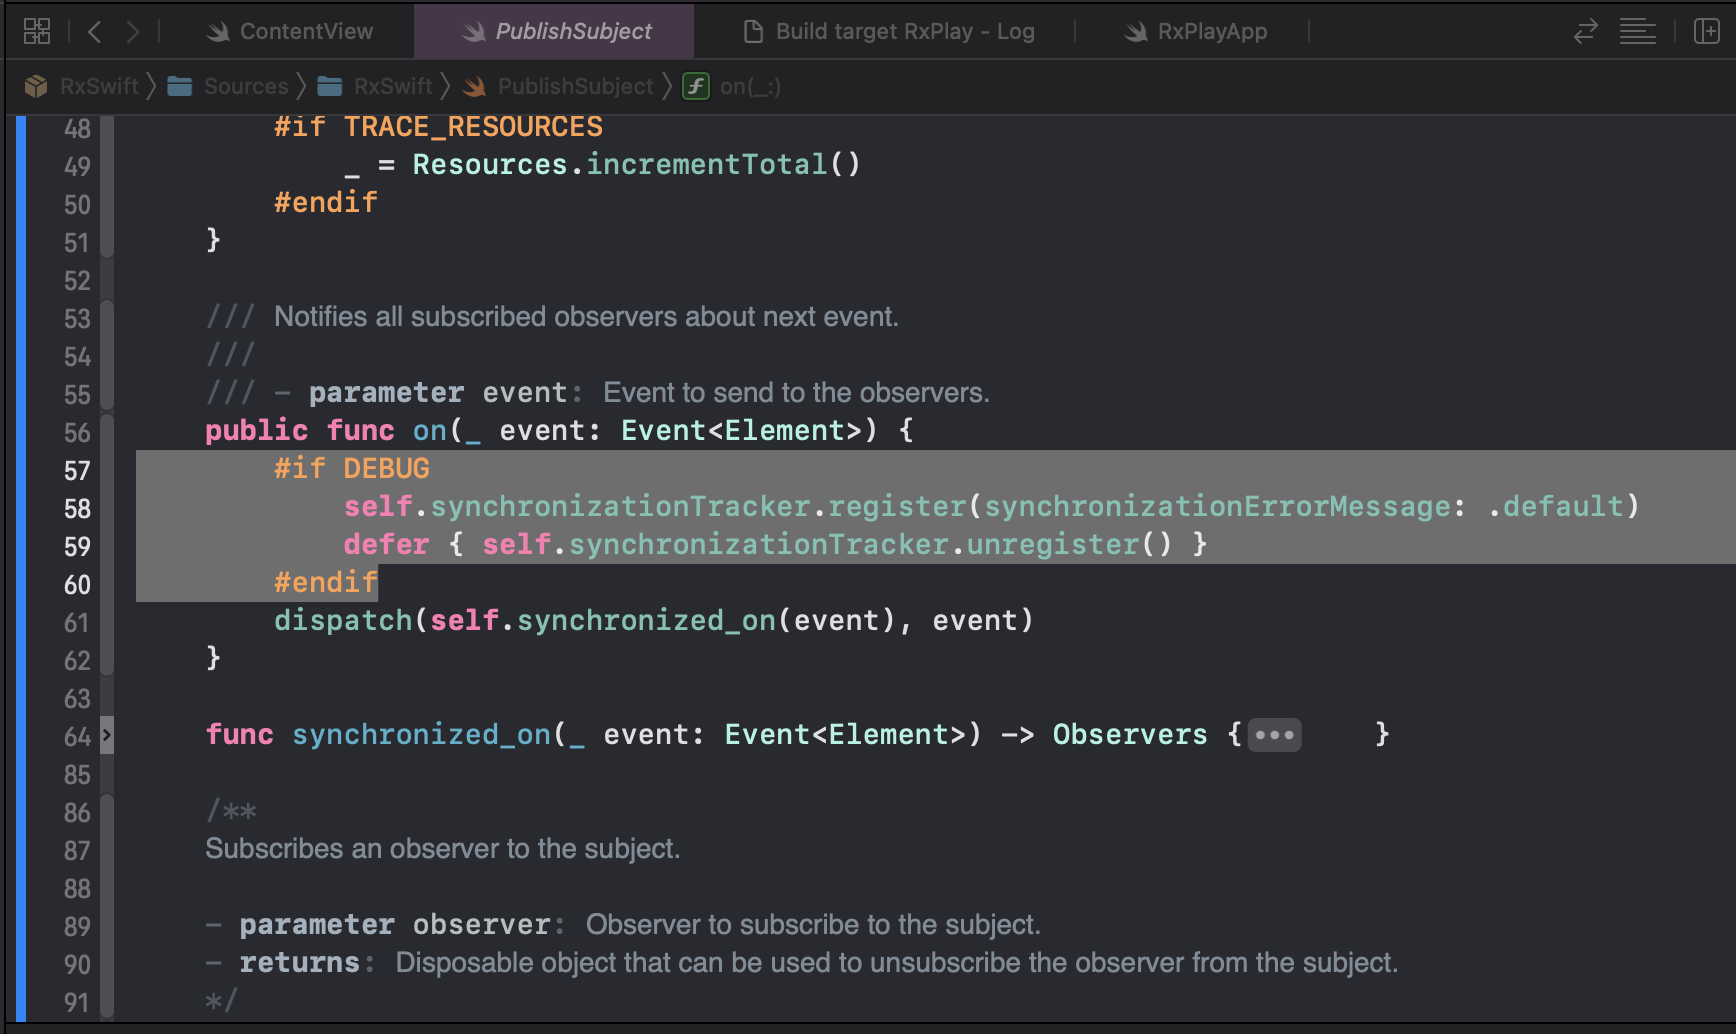 ContentView PublishSubject Build target RxPlay - Log RxPlayApp
RxSwift Sources RxSwift PublishSubject f on(_:)
48 #if TRACE_RESOURCES
49 _ = Resources.incrementTotal()
50 #endif
51 }
52
53 /// Notifies all subscribed observers about next event.
54 ///
55 /// - parameter event: Event to send to the observers.
56 public func on(_ event: Event<Element>) {
57 #if DEBUG
58 self.synchronizationTracker.register(synchronizationErrorMessage: .default)
59 defer { self.synchronizationTracker.unregister() }
60 #endif
61 dispatch(self.synchronized_on(event), event)
62 }
63
64 func synchronized_on(_ event: Event<Element>) -> Observers {••• }
85
86 /**
87 Subscribes an observer to the subject.
88
89 - parameter observer: Observer to subscribe to the subject.
90 - returns: Disposable object that can be used to unsubscribe the observer from the subject.
91 */